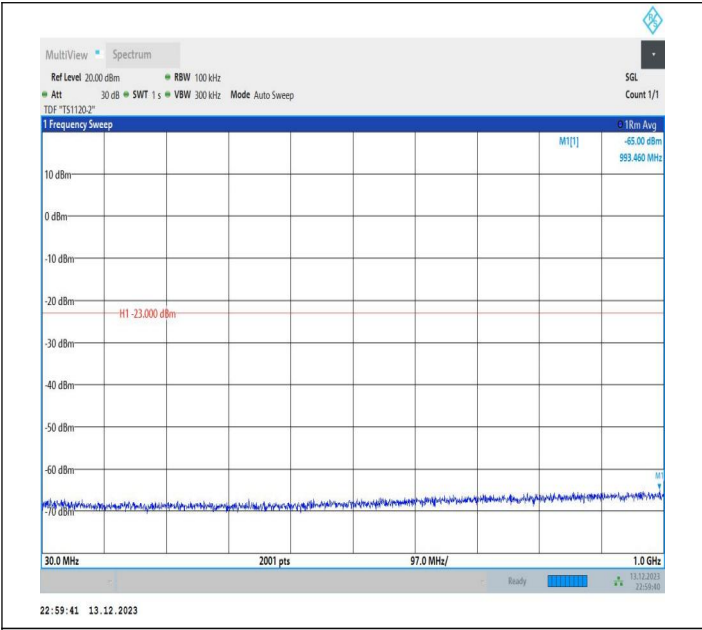 R S
MultiView Spectrum
Ref Level 20.00 dBm RBW 100 kHz SGL
Att 30 dB SWT 1 s VBW 300 kHz Mode Auto Sweep Count 1/1
TDF "TS1120-2"
1 Frequency Sweep 1Rm Avg
M1[1] -65.00 dBm
993.460 MHz
10 dBm
0 dBm
-10 dBm
-20 dBm
H1 -23.000 dBm
-30 dBm
-40 dBm
-50 dBm
-60 dBm
M1
-70 dBm
30.0 MHz 2001 pts 97.0 MHz/ 1.0 GHz
Ready 13.12.2023
22:59:40
22:59:41 13.12.2023